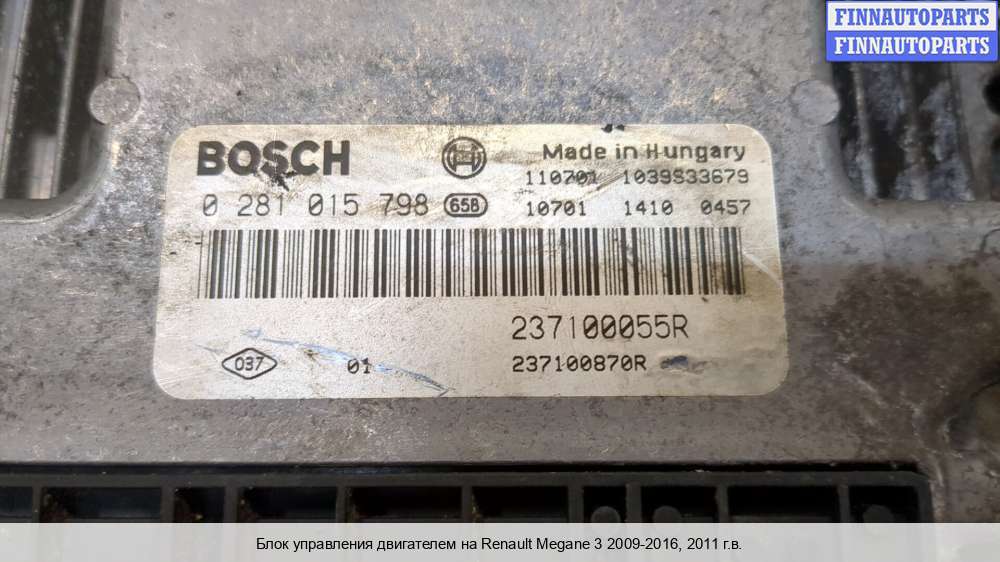 FINNAUTOPARTS
FINNAUTOPARTS
BOSCH
Made in Hungary
110701 1039S33679
0 281 015 798 65B
10701 1410 0457
237100055R
037 01 237100870R
Блок управления двигателем на Renault Megane 3 2009-2016, 2011 г.в.